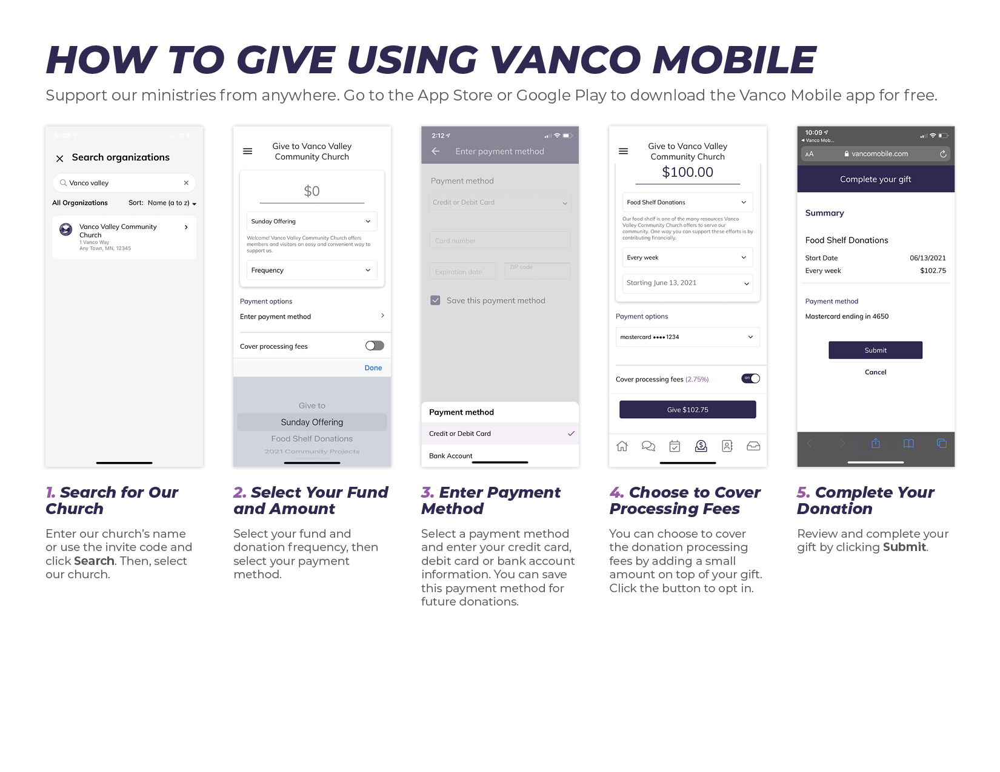 HOW TO GIVE USING VANCO MOBILE
Support our ministries from anywhere. Go to the App Store or Google Play to download the Vanco Mobile app for free.
10:25
Search organizations
Vanco valley
All Organizations Sort: Name (a to z)
Vanco Valley Community
Church
1 Vanco Way
Any Town, MN, 12345
1. Search for Our
Church
Enter our church's name
or use the invite code and
click Search. Then, select
our church.
Give to Vanco Valley
Community Church
$0
Sunday Offering
Welcome! Vanco Valley Community Church offers
members and visitors an easy and convenient way to
support us.
Frequency
Payment options
Enter payment method
Cover processing fees
Done
Give to
Sunday Offering
Food Shelf Donations
2021 Community Projects
2. Select Your Fund
and Amount
Select your fund and
donation frequency, then
select your payment
method.
2:12
Enter payment method
Payment method
Credit or Debit Card
Card number
Expiration date ZIP code
Save this payment method
Payment method
Credit or Debit Card
Bank Account
3. Enter Payment
Method
Select a payment method
and enter your credit card,
debit card or bank account
information. You can save
this payment method for
future donations.
Give to Vanco Valley
Community Church
$100.00
Food Shelf Donations
Our food shelf is one of the many resources Vanco
Valley Community Church offers to serve our
community. One way you can support these efforts is by
contributing financially.
Every week
Starting June 13, 2021
Payment options
mastercard •••• 1234
Cover processing fees (2.75%) on
Give $102.75
4. Choose to Cover
Processing Fees
You can choose to cover
the donation processing
fees by adding a small
amount on top of your gift.
Click the button to opt in.
10:09
Vanco Mob...
AA vancomobile.com
Complete your gift
Summary
Food Shelf Donations
Start Date 06/13/2021
Every week $102.75
Payment method
Mastercard ending in 4650
Submit
Cancel
5. Complete Your
Donation
Review and complete your
gift by clicking Submit.